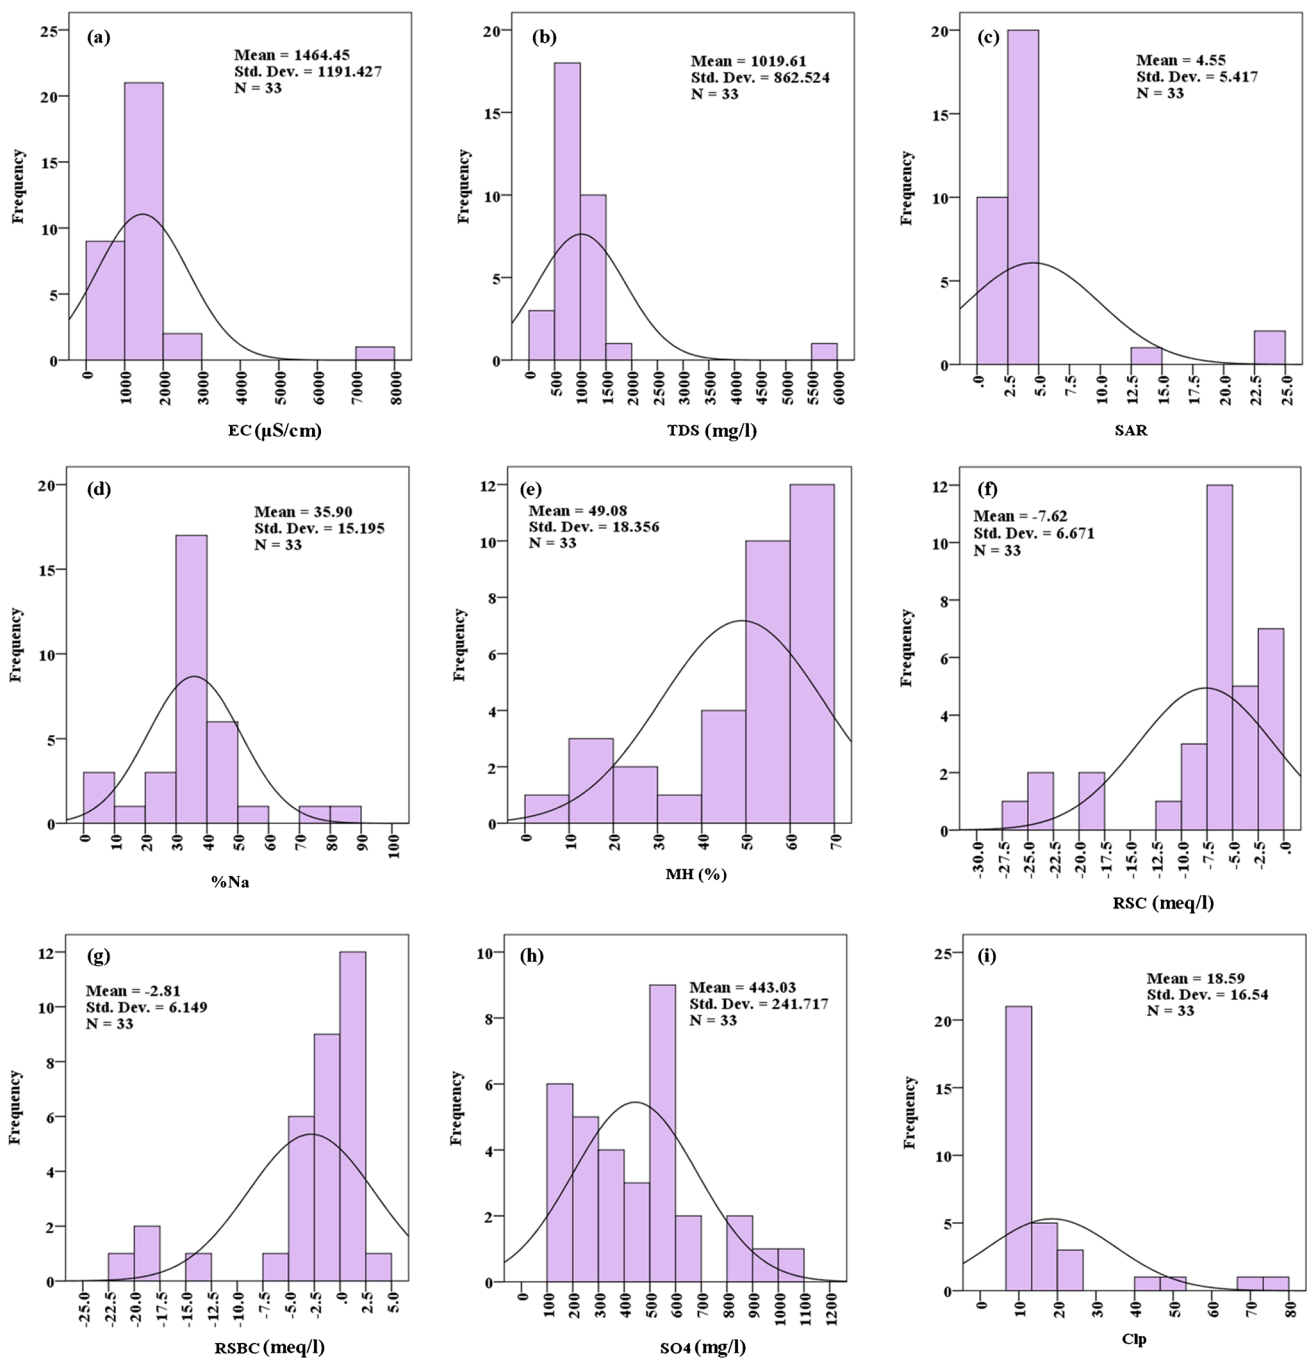 (a)
Mean = 1464.45
Std. Dev. = 1191.427
N = 33
25
20
15
10
5
0
Frequency
0 1000 2000 3000 4000 5000 6000 7000 8000
EC (µS/cm)
(b)
Mean = 1019.61
Std. Dev. = 862.524
N = 33
20
15
10
5
0
Frequency
0 500 1000 1500 2000 2500 3000 3500 4000 4500 5000 5500 6000
TDS (mg/l)
(c)
Mean = 4.55
Std. Dev. = 5.417
N = 33
20
15
10
5
0
Frequency
.0 2.5 5.0 7.5 10.0 12.5 15.0 17.5 20.0 22.5 25.0
SAR
(d)
Mean = 35.90
Std. Dev. = 15.195
N = 33
20
15
10
5
0
Frequency
0 10 20 30 40 50 60 70 80 90 100
%Na
(e)
Mean = 49.08
Std. Dev. = 18.356
N = 33
12
10
8
6
4
2
0
Frequency
0 10 20 30 40 50 60 70
MH (%)
(f)
Mean = -7.62
Std. Dev. = 6.671
N = 33
12
10
8
6
4
2
0
Frequency
-30.0 -27.5 -25.0 -22.5 -20.0 -17.5 -15.0 -12.5 -10.0 -7.5 -5.0 -2.5 .0
RSC (meq/l)
(g)
Mean = -2.81
Std. Dev. = 6.149
N = 33
12
10
8
6
4
2
0
Frequency
-25.0 -22.5 -20.0 -17.5 -15.0 -12.5 -10.0 -7.5 -5.0 -2.5 .0 2.5 5.0
RSBC (meq/l)
(h)
Mean = 443.03
Std. Dev. = 241.717
N = 33
10
8
6
4
2
0
Frequency
0 100 200 300 400 500 600 700 800 900 1000 1100 1200
SO4 (mg/l)
(i)
Mean = 18.59
Std. Dev. = 16.54
N = 33
25
20
15
10
5
0
Frequency
0 10 20 30 40 50 60 70 80
Clp